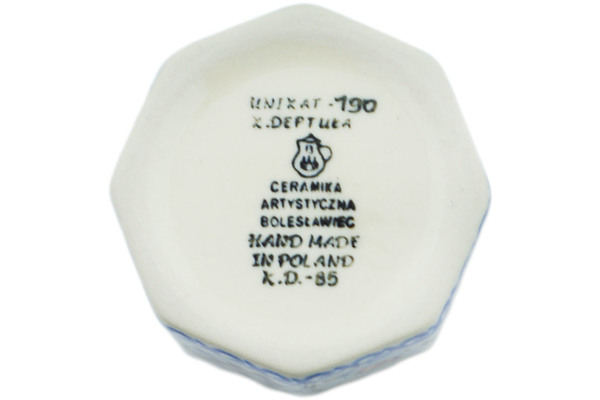 UNIKAT -190
K.DEPTUŁA
CERAMIKA
ARTYSTYCZNA
BOLESŁAWIEC
HAND MADE
IN POLAND
K.D.-85